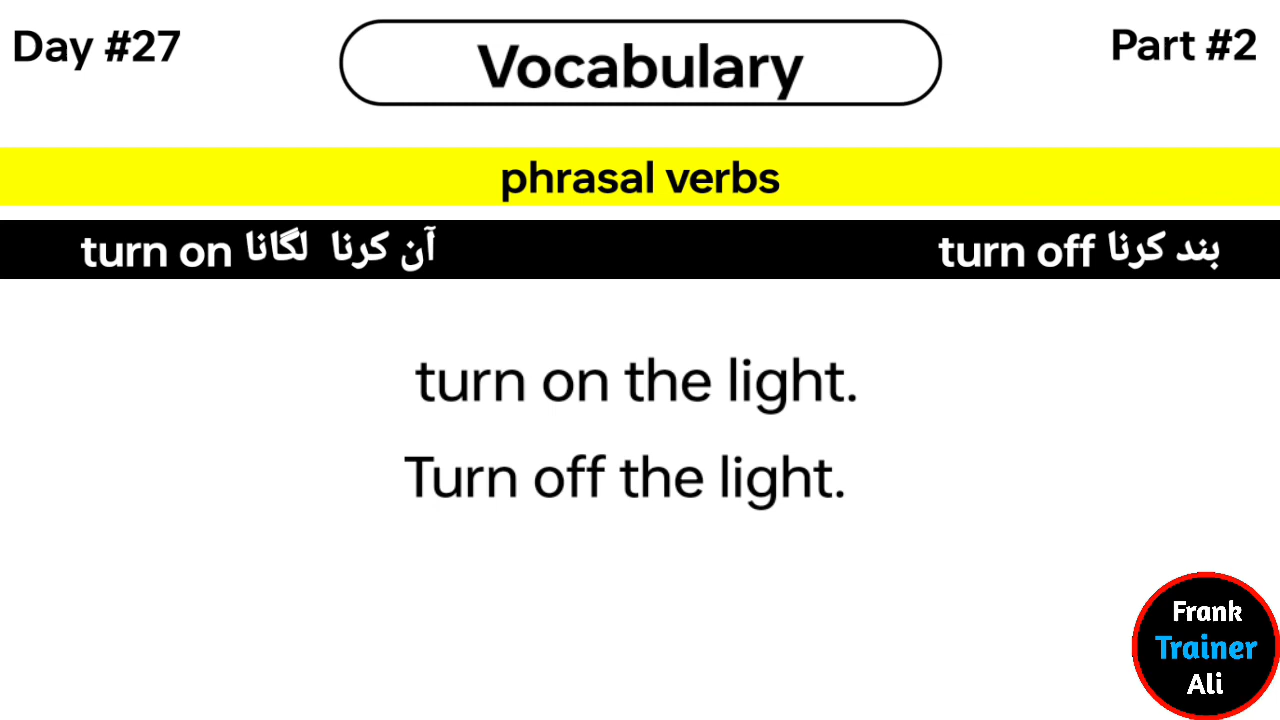 Day #27
Vocabulary
Part #2
phrasal verbs
turn on آن کرنا لگانا
turn off بند کرنا
turn on the light.
Turn off the light.
Frank
Trainer
Ali